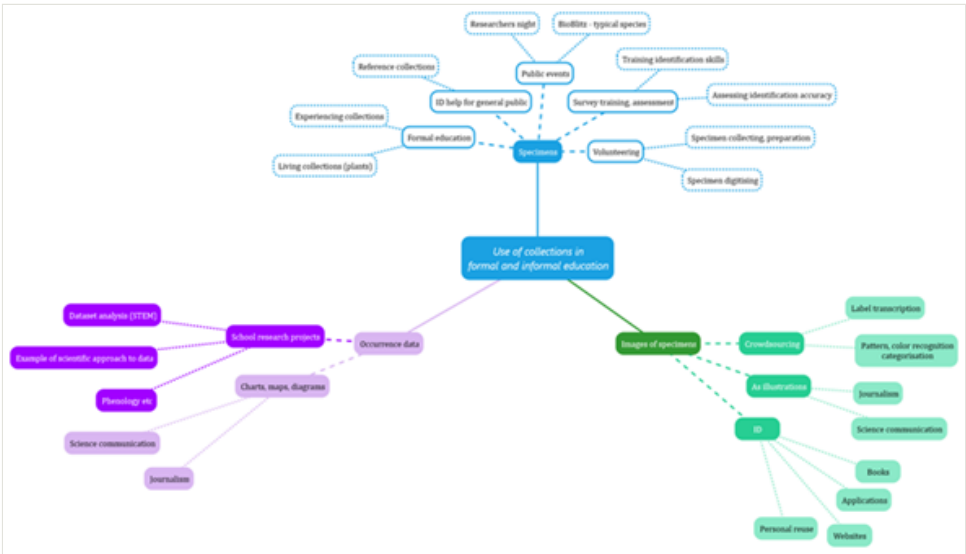 Researchers night
BioBlitz - typical species
Training identification skills
Reference collections
Public events
Assessing identification accuracy
ID help for general public
Survey training, assessment
Experiencing collections
Formal education
Specimens
Volunteering
Specimen collecting, preparation
Living collections (plants)
Specimen digitising
Use of collections in
formal and informal education
Dataset analysis (STEM)
School research projects
Occurrence data
Example of scientific approach to data
Charts, maps, diagrams
Phenology etc
Science communication
Journalism
Images of specimens
Crowdsourcing
Label transcription
Pattern, color recognition
categorization
As illustrations
Journalism
Science communication
ID
Books
Applications
Websites
Personal reuse